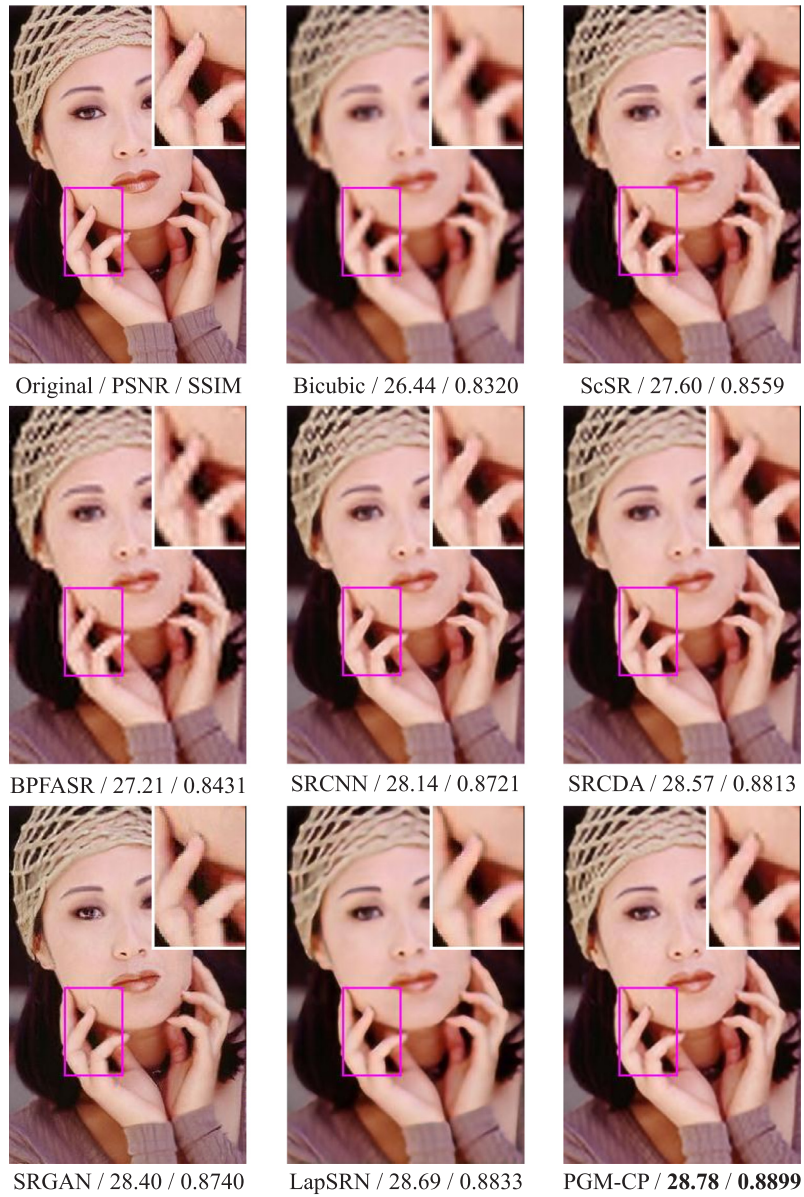 Original / PSNR / SSIM
Bicubic / 26.44 / 0.8320
ScSR / 27.60 / 0.8559
BPFASR / 27.21 / 0.8431
SRCNN / 28.14 / 0.8721
SRCDA / 28.57 / 0.8813
SRGAN / 28.40 / 0.8740
LapSRN / 28.69 / 0.8833
PGM-CP / 28.78 / 0.8899